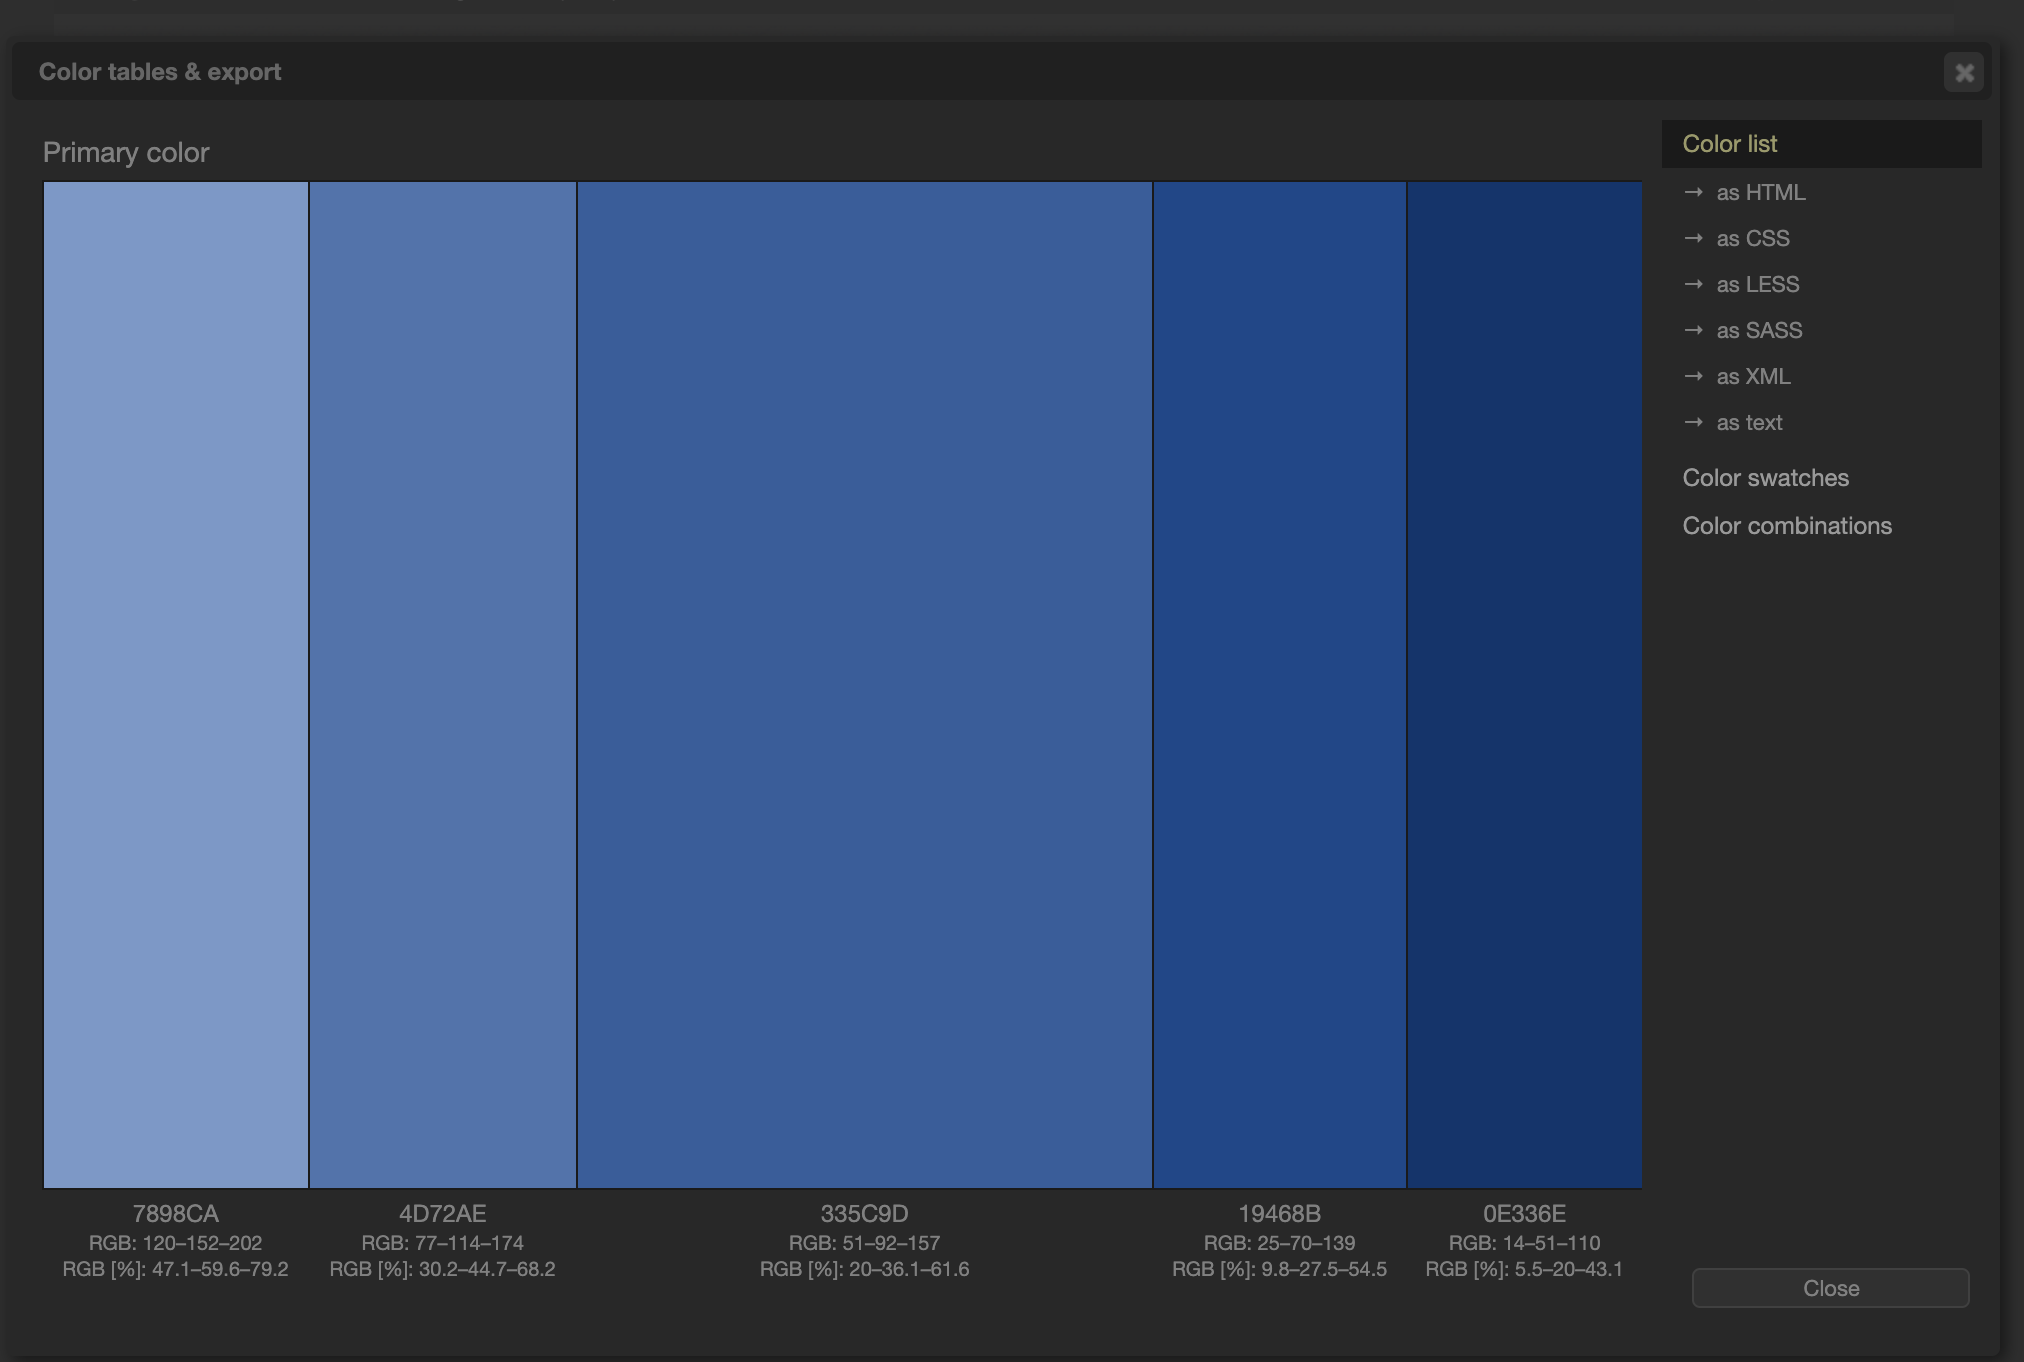 Color tables & export
Primary color
7898CA
RGB: 120–152–202
RGB [%]: 47.1–59.6–79.2
4D72AE
RGB: 77–114–174
RGB [%]: 30.2–44.7–68.2
335C9D
RGB: 51–92–157
RGB [%]: 20–36.1–61.6
19468B
RGB: 25–70–139
RGB [%]: 9.8–27.5–54.5
0E336E
RGB: 14–51–110
RGB [%]: 5.5–20–43.1
Color list
→ as HTML
→ as CSS
→ as LESS
→ as SASS
→ as XML
→ as text
Color swatches
Color combinations
Close